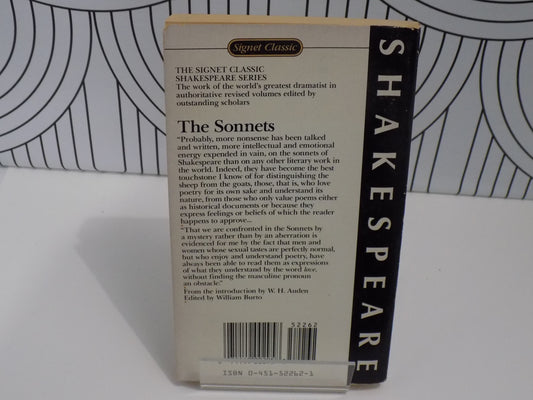 Signet Classic
THE SIGNET CLASSIC
SHAKESPEARE SERIES
The work of the world's greatest dramatist in
authoritative revised volumes edited by
outstanding scholars
The Sonnets
"Probably, more nonsense has been talked
and written, more intellectual and emotional
energy expended in vain, on the sonnets of
Shakespeare than on any other literary work in
the world. Indeed, they have become the best
touchstone I know of for distinguishing the
sheep from the goats, those, that is, who love
poetry for its own sake and understand its
nature, from those who only value poems either
as historical documents or because they
express feelings or beliefs of which the reader
happens to approve...
"That we are confronted in the Sonnets by
a mystery rather than by an aberration is
evidenced for me by the fact that men and
women whose sexual tastes are perfectly normal,
but who enjoy and understand poetry, have
always been able to read them as expressions
of what they understand by the word love,
without finding the masculine pronoun
an obstacle."
From the introduction by W. H. Auden
Edited by William Burto
52262
ISBN 0-451-52262-1
SHAKESPEARE